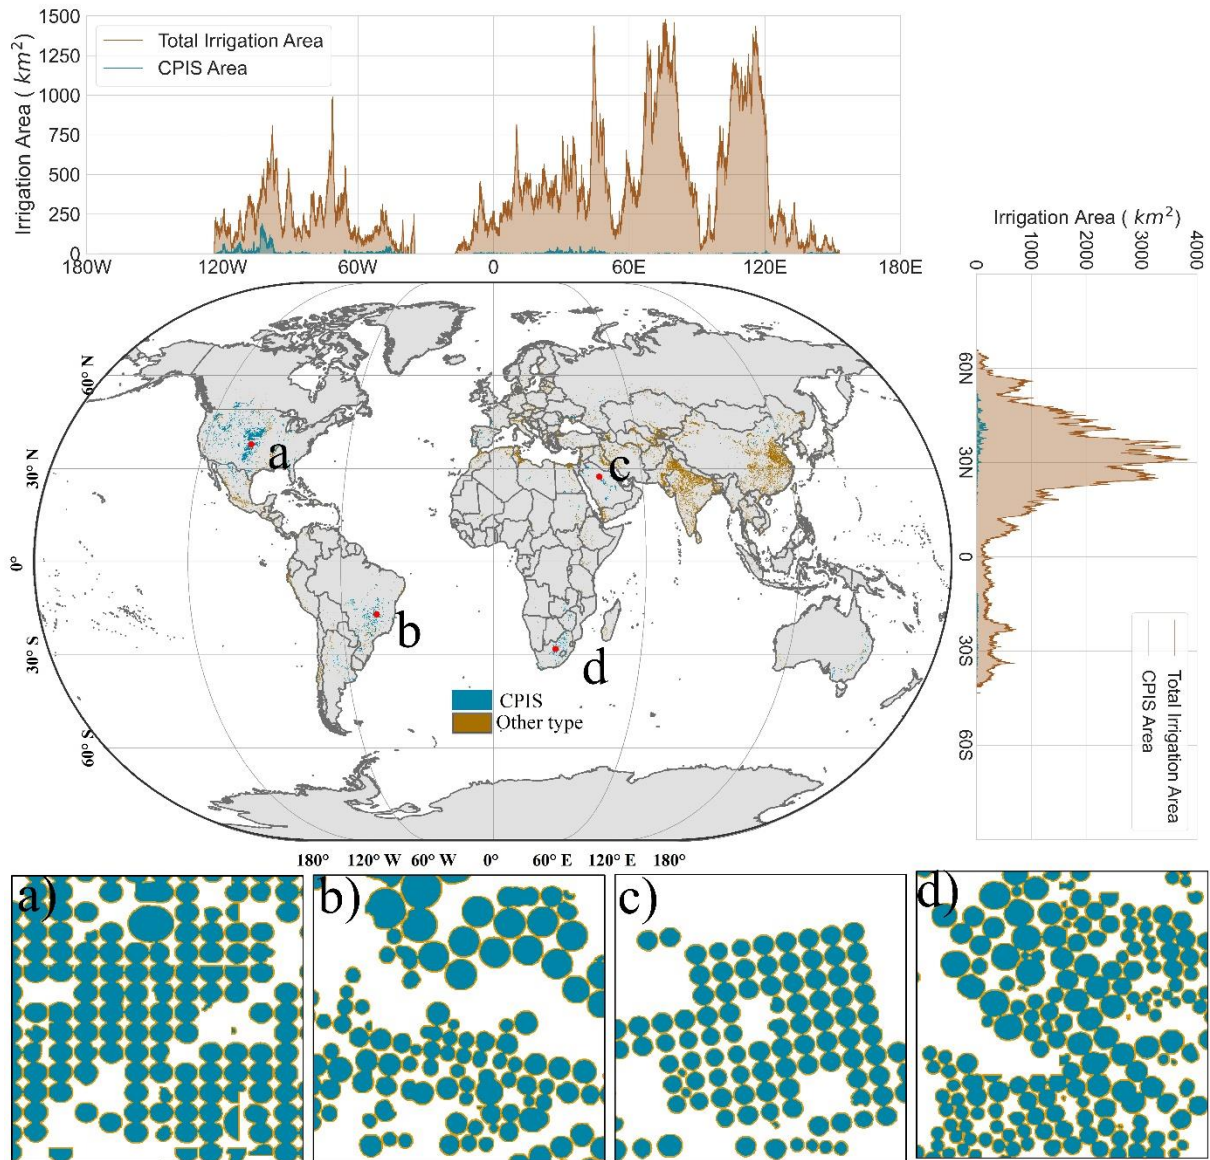 1500
1250
1000
750
500
250
0
Irrigation Area ( km²)
Total Irrigation Area
CPIS Area
180W
120W
60W
0
60E
120E
180E
Irrigation Area ( km²)
0
1000
2000
3000
4000
60N
30N
0
30S
60S
Total Irrigation Area
CPIS Area
60° N
30° N
0°
30° S
60° S
a
b
c
d
CPIS
Other type
180°
120° W
60° W
0°
60° E
120° E
180°
a)
b)
c)
d)